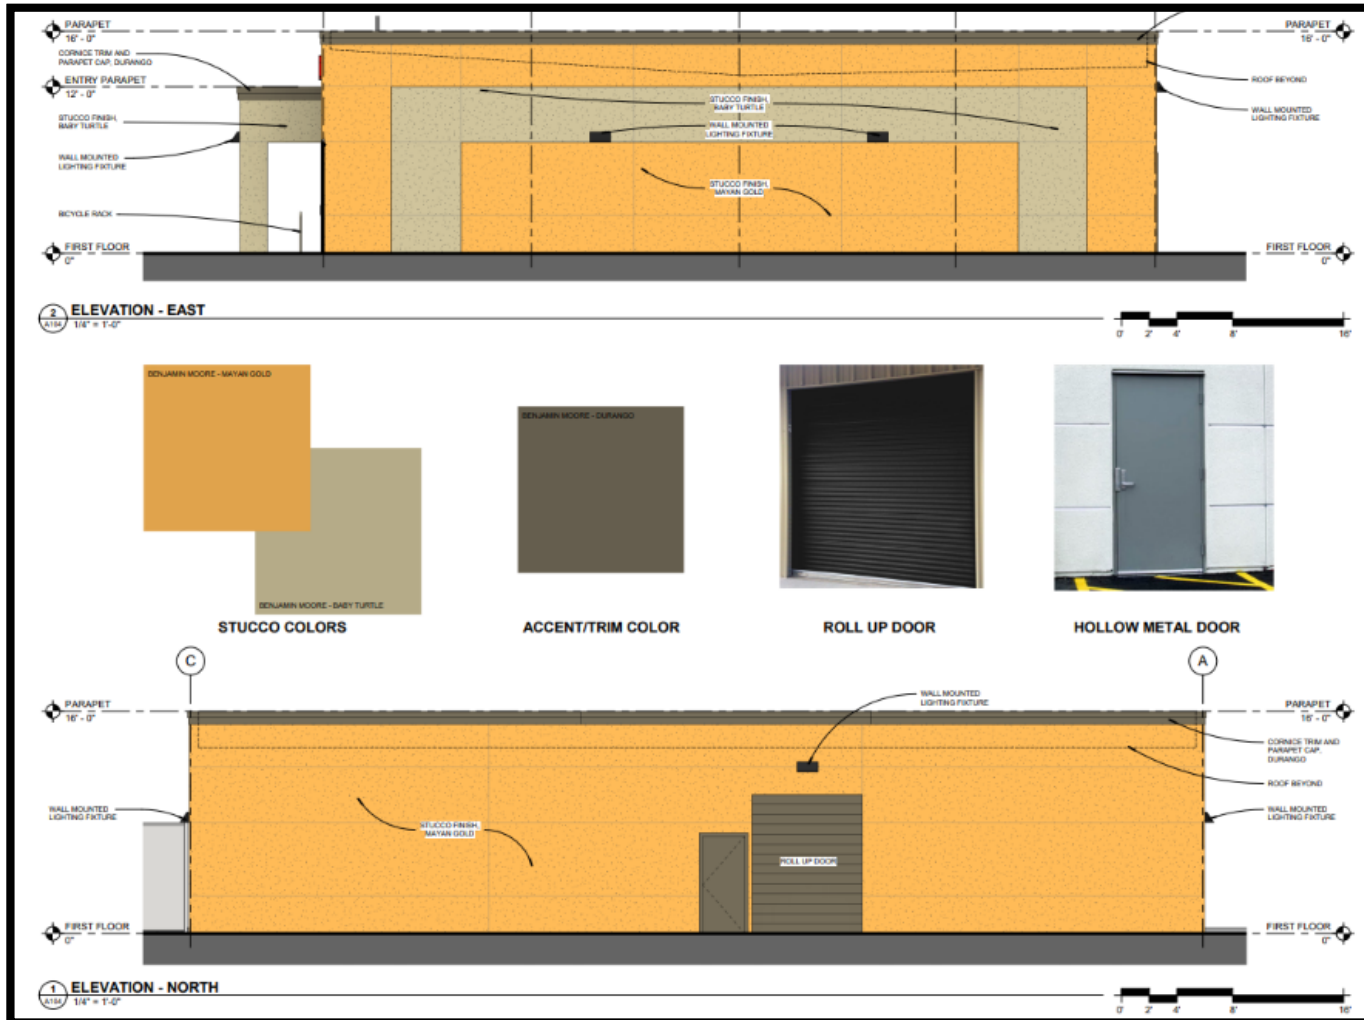 PARAPET
16' - 0"
CORNICE TRIM AND
PARAPET CAP, DURANGO
ENTRY PARAPET
12' - 0"
STUCCO FINISH,
BABY TURTLE
WALL MOUNTED
LIGHTING FIXTURE
BICYCLE RACK
FIRST FLOOR
0"
STUCCO FINISH,
BABY TURTLE
WALL MOUNTED
LIGHTING FIXTURE
STUCCO FINISH,
MAYAN GOLD
PARAPET
16' - 0"
ROOF BEYOND
WALL MOUNTED
LIGHTING FIXTURE
FIRST FLOOR
0"
2
A104
ELEVATION - EAST
1/4" = 1'-0"
0' 2' 4' 8' 16'
BENJAMIN MOORE - MAYAN GOLD
BENJAMIN MOORE - BABY TURTLE
STUCCO COLORS
BENJAMIN MOORE - DURANGO
ACCENT/TRIM COLOR
ROLL UP DOOR
HOLLOW METAL DOOR
C
A
PARAPET
16' - 0"
WALL MOUNTED
LIGHTING FIXTURE
FIRST FLOOR
0"
STUCCO FINISH,
MAYAN GOLD
WALL MOUNTED
LIGHTING FIXTURE
ROLL UP DOOR
PARAPET
16' - 0"
CORNICE TRIM AND
PARAPET CAP,
DURANGO
ROOF BEYOND
WALL MOUNTED
LIGHTING FIXTURE
FIRST FLOOR
0"
1
A104
ELEVATION - NORTH
1/4" = 1'-0"
0' 2' 4' 8' 16'